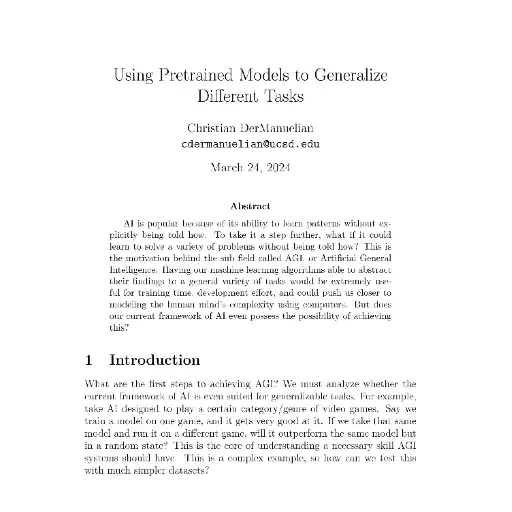 Using Pretrained Models to Generalize
Different Tasks
Christian DerManuelian
cdermanuelian@ucsd.edu
March 24, 2024
Abstract
AI is popular because of its ability to learn patterns without ex-
plicitly being told how. To take it a step further, what if it could
learn to solve a variety of problems without being told how? This is
the motivation behind the sub field called AGI, or Artificial General
Intelligence. Having our machine learning algorithms able to abstract
their findings to a general variety of tasks would be extremely use-
ful for training time, development effort, and could push us closer to
modeling the human mind's complexity using computers. But does
our current framework of AI even possess the possibility of achieving
this?
1 Introduction
What are the first steps to achieving AGI? We must analyze whether the
current framework of AI is even suited for generalizable tasks. For example,
take AI designed to play a certain category/genre of video games. Say we
train a model on one game, and it gets very good at it. If we take that same
model and run it on a different game, will it outperform the same model but
in a random state? This is the core of understanding a necessary skill AGI
systems should have. This is a complex example, so how can we test this
with much simpler datasets?